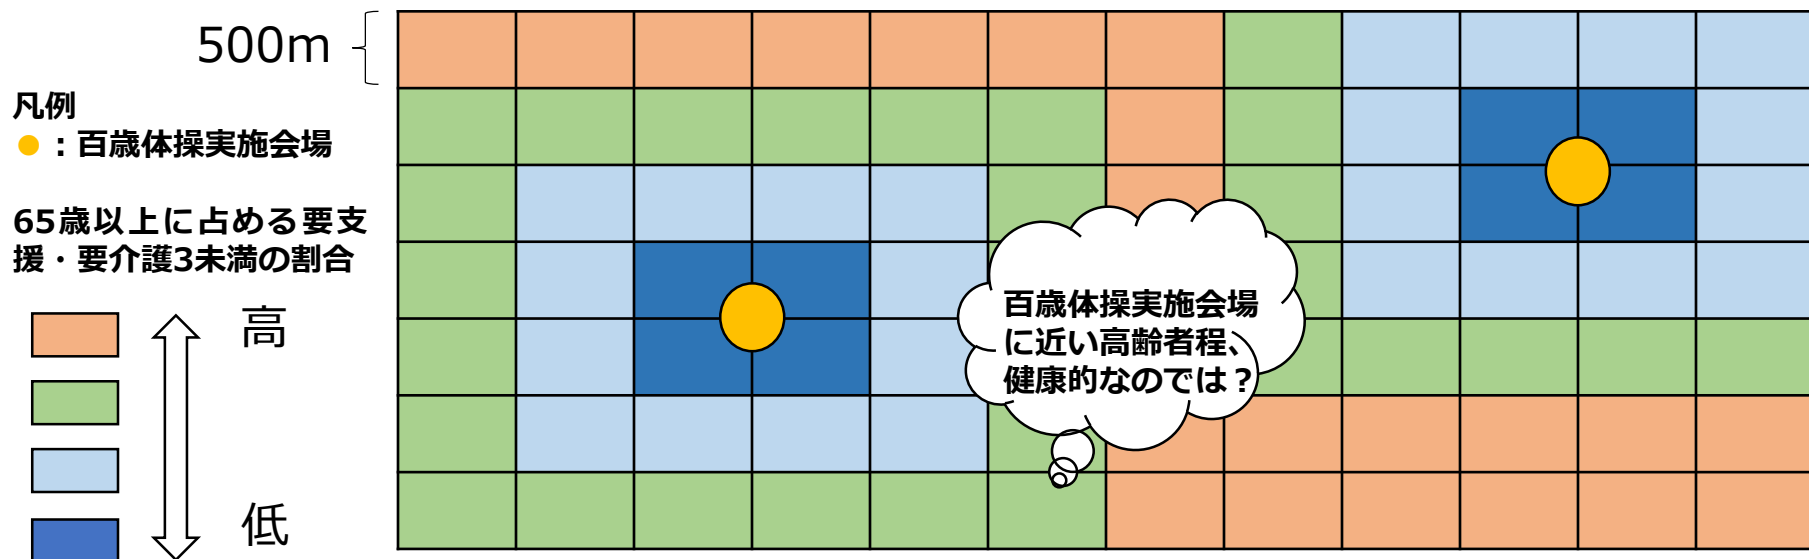 500m
凡例
：百歳体操実施会場
65歳以上に占める要支
援・要介護3未満の割合
高
低
百歳体操実施会場
に近い高齢者程、
健康的なのでは？